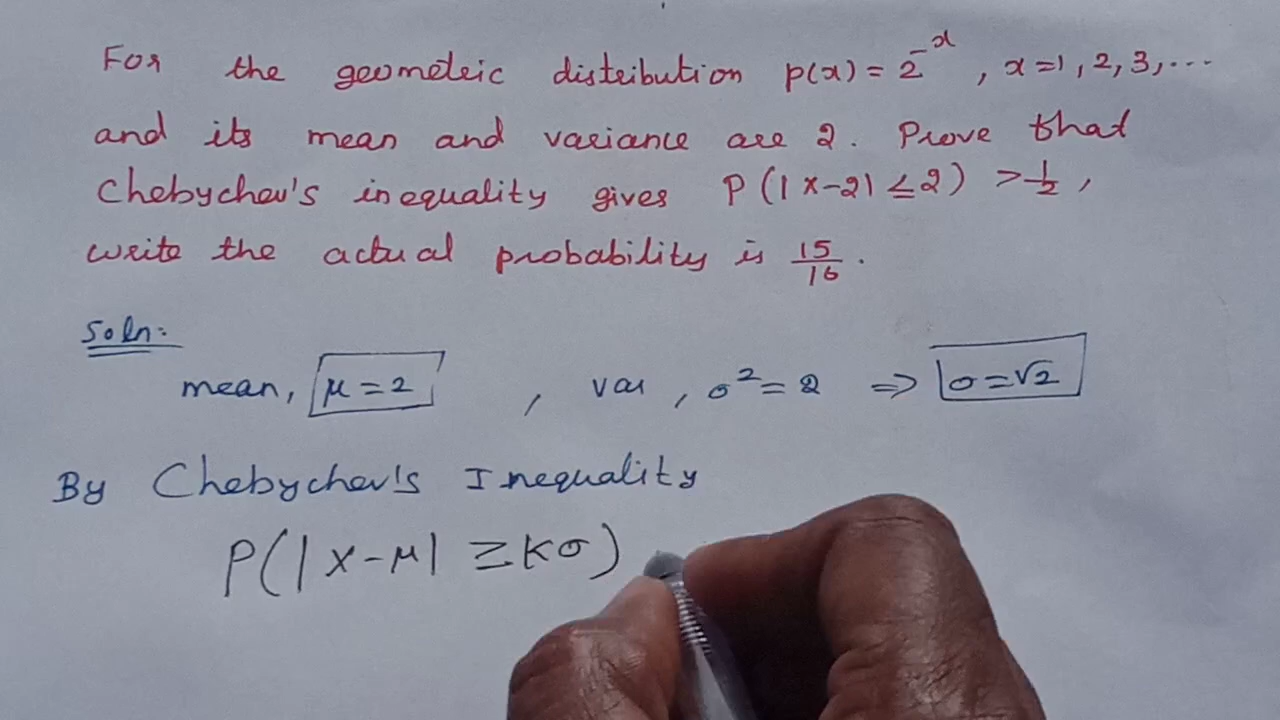 For the geometric distribution p(x) = 2^-x, x=1, 2, 3, ...
and its mean and variance are 2. Prove that
Chebychev's inequality gives P(|x-2| ≤ 2) > 1/2,
write the actual probability is 15/16.
Soln:
mean, μ = 2, var, σ² = 2 ⇒ σ = √2
By Chebychev's Inequality
P(|X-μ| ≥ kσ)